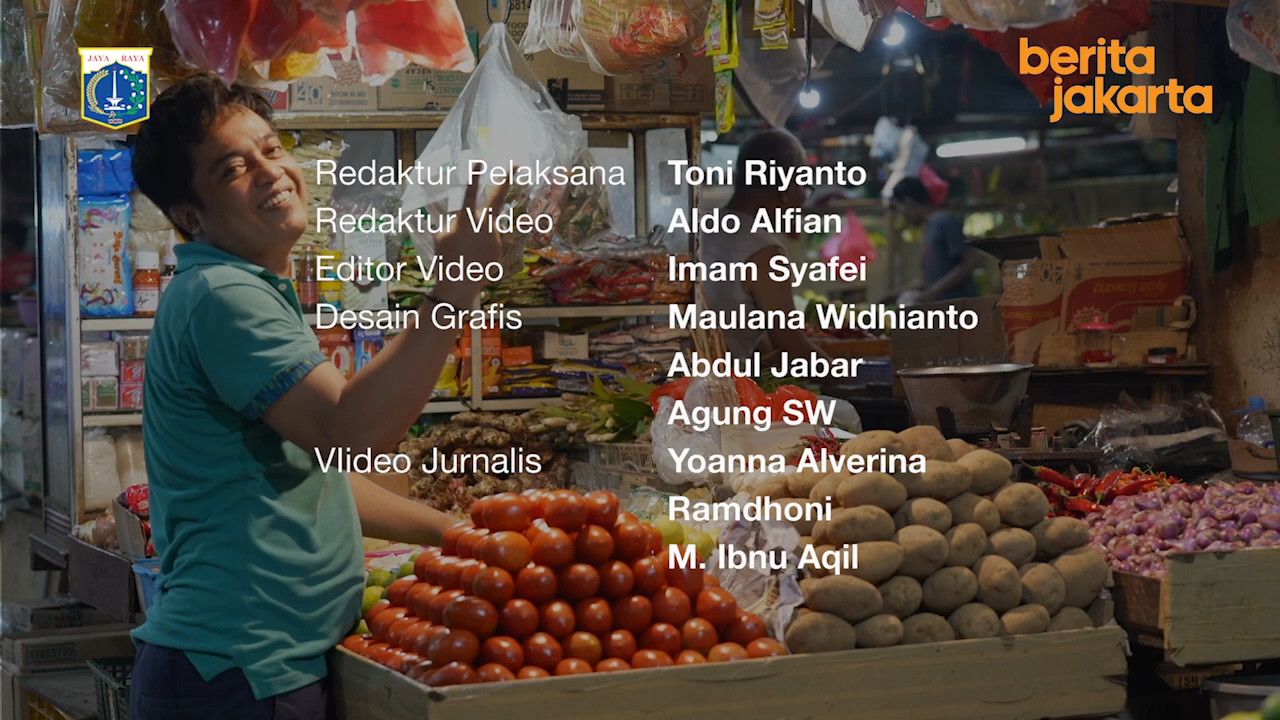 JAYA RAYA
berita
jakarta
Redaktur Pelaksana Toni Riyanto
Redaktur Video Aldo Alfian
Editor Video Imam Syafei
Desain Grafis Maulana Widhianto
Abdul Jabar
Agung SW
VIideo Jurnalis Yoanna Alverina
Ramdhoni
M. Ibnu Aqil